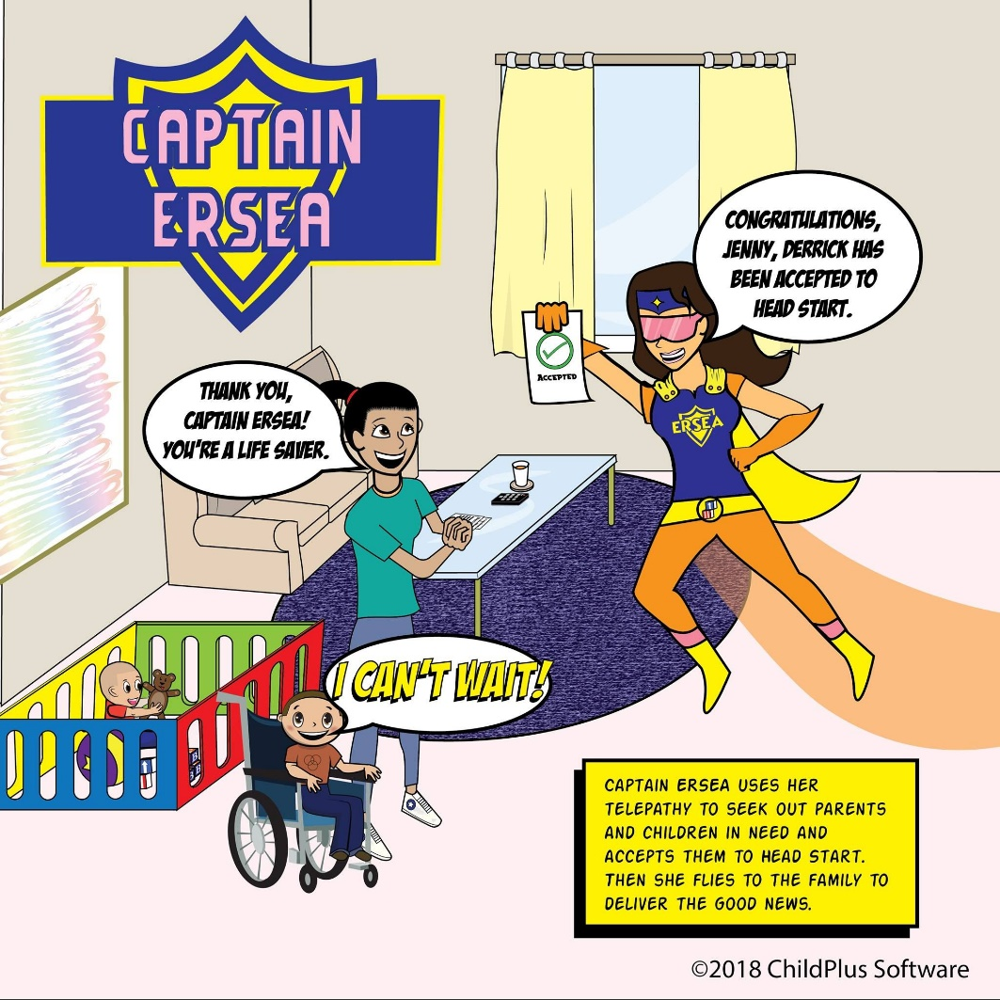 CAPTAIN
ERSEA
CONGRATULATIONS,
JENNY, DERRICK HAS
BEEN ACCEPTED TO
HEAD START.
ACCEPTED
ERSEA
THANK YOU,
CAPTAIN ERSEA!
YOU'RE A LIFE SAVER.
I CAN'T WAIT!
CAPTAIN ERSEA USES HER
TELEPATHY TO SEEK OUT PARENTS
AND CHILDREN IN NEED AND
ACCEPTS THEM TO HEAD START.
THEN SHE FLIES TO THE FAMILY TO
DELIVER THE GOOD NEWS.
©2018 ChildPlus Software